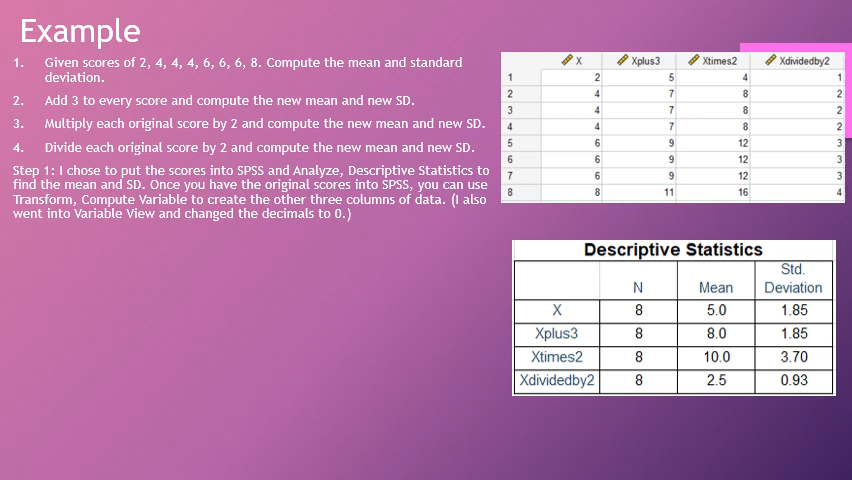 Example
1. Given scores of 2, 4, 4, 4, 6, 6, 6, 8. Compute the mean and standard
deviation.
2. Add 3 to every score and compute the new mean and new SD.
3. Multiply each original score by 2 and compute the new mean and new SD.
4. Divide each original score by 2 and compute the new mean and new SD.
Step 1: I chose to put the scores into SPSS and Analyze, Descriptive Statistics to
find the mean and SD. Once you have the original scores into SPSS, you can use
Transform, Compute Variable to create the other three columns of data. (I also
went into Variable View and changed the decimals to 0.)
X Xplus3 Xtimes2 Xdividedby2
1 2 5 4 1
2 4 7 8 2
3 4 7 8 2
4 4 7 8 2
5 6 9 12 3
6 6 9 12 3
7 6 9 12 3
8 8 11 16 4
Descriptive Statistics
N Mean Std.
Deviation
X 8 5.0 1.85
Xplus3 8 8.0 1.85
Xtimes2 8 10.0 3.70
Xdividedby2 8 2.5 0.93